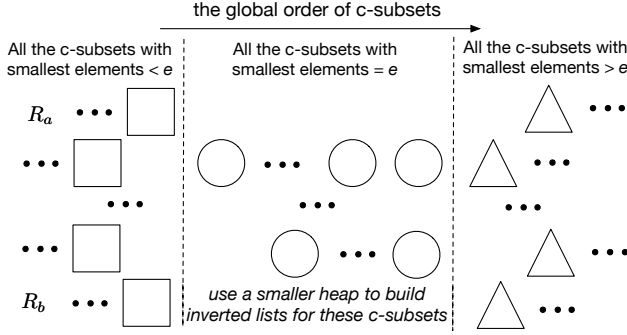 the global order of c-subsets
All the c-subsets with
smallest elements < e
All the c-subsets with
smallest elements = e
All the c-subsets with
smallest elements > e
R_a
R_b
use a smaller heap to build
inverted lists for these c-subsets